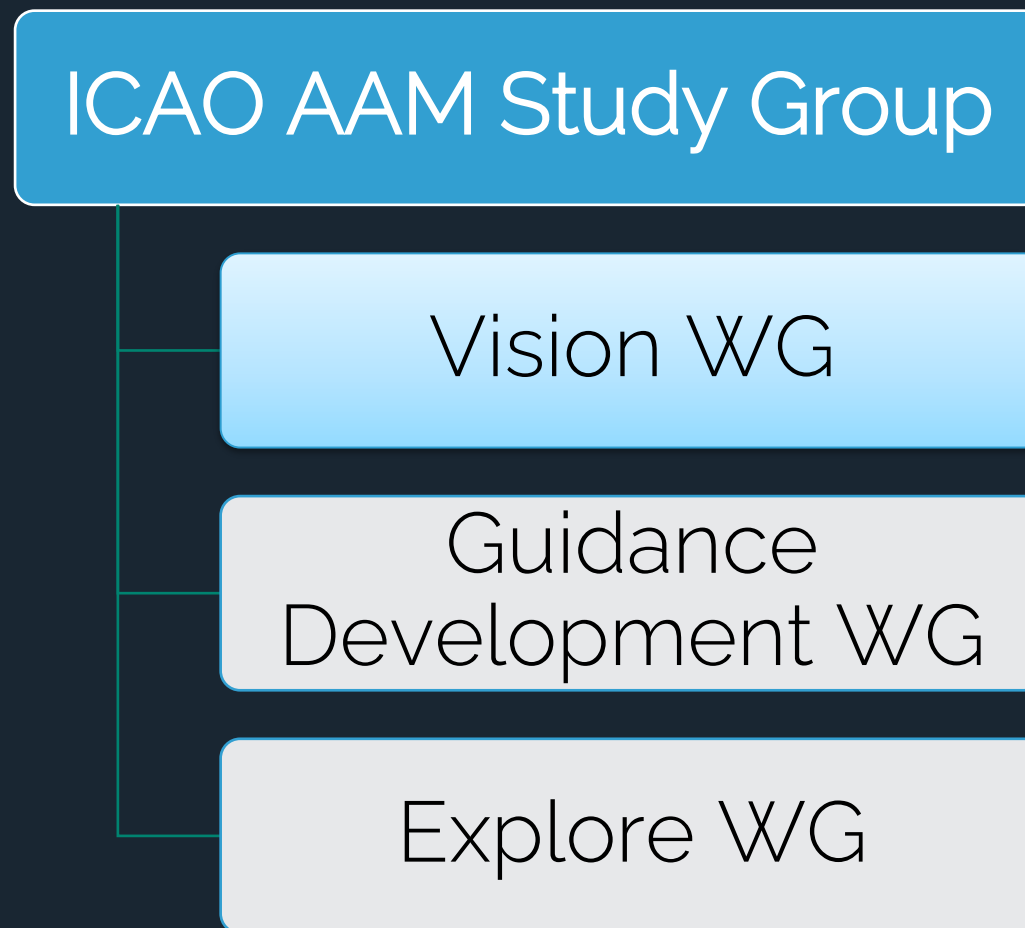 ICAO AAM Study Group
Vision WG
Guidance
Development WG
Explore WG